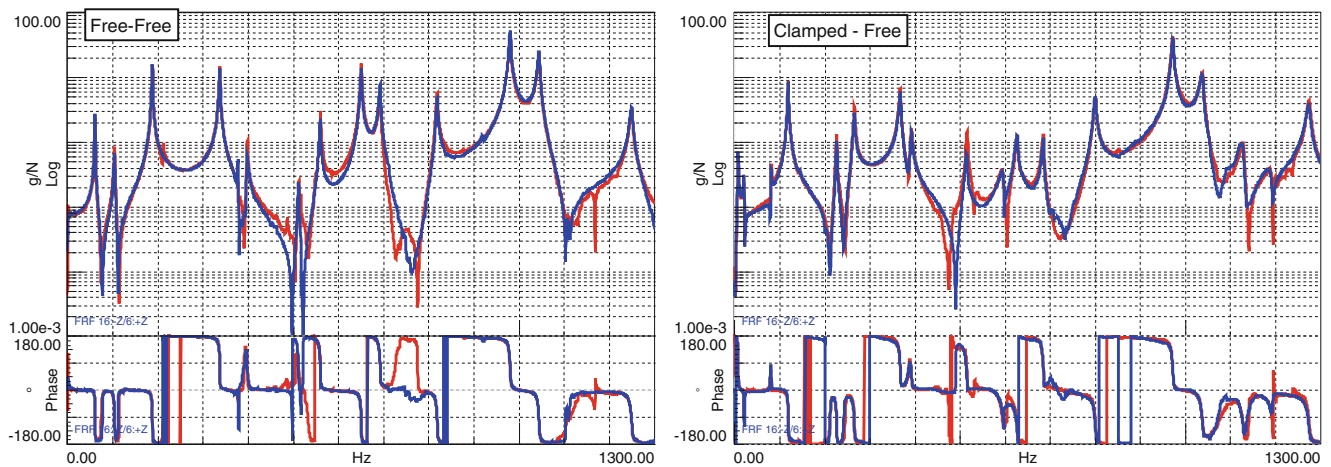 100.00
Free-Free
g/N
Log
FRF 16:-Z/6:+Z
1.00e-3
180.00
°
Phase
FRF 16:-Z/6:+Z
-180.00
0.00
Hz
1300.00
100.00
Clamped - Free
g/N
Log
FRF 16:-Z/6:+Z
1.00e-3
180.00
°
Phase
FRF 16:-Z/6:+Z
-180.00
0.00
Hz
1300.00